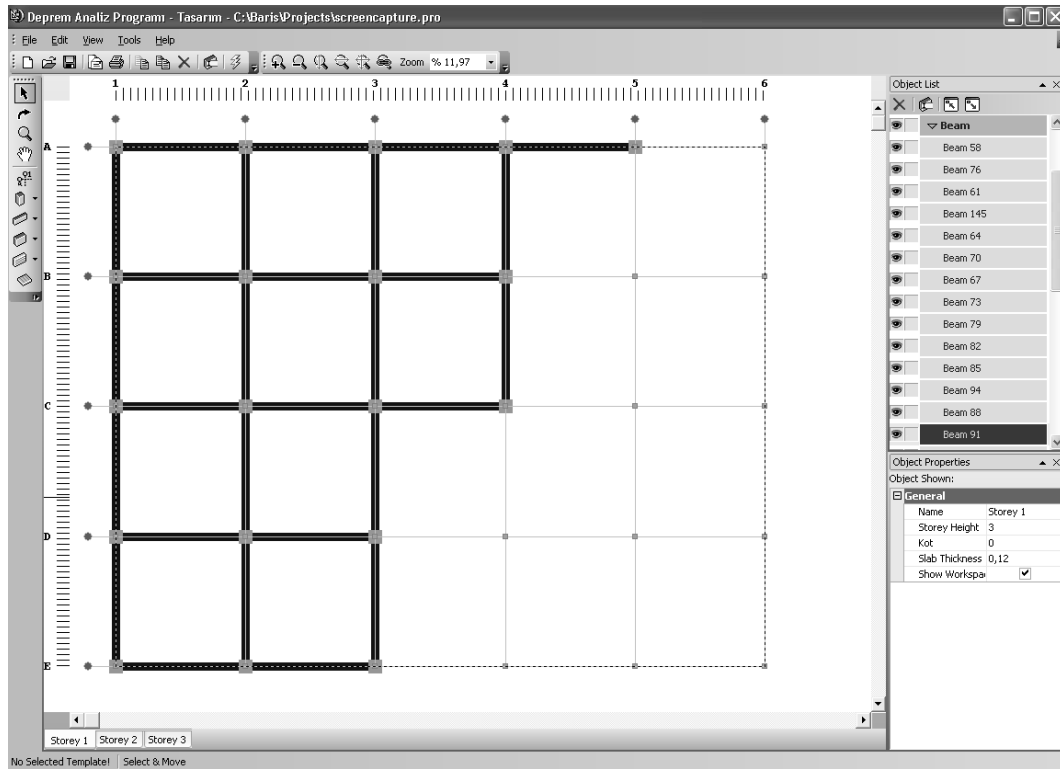 Deprem Analiz Programı - Tasarım - C:\Baris\Projects\screencapture.pro
File Edit View Tools Help
Zoom % 11,97
1 2 3 4 5 6
A
B
C
D
E
Storey 1 Storey 2 Storey 3
No Selected Template! Select & Move
Object List
Beam
Beam 58
Beam 76
Beam 61
Beam 145
Beam 64
Beam 70
Beam 67
Beam 73
Beam 79
Beam 82
Beam 85
Beam 94
Beam 88
Beam 91
Object Properties
Object Shown:
General
Name Storey 1
Storey Height 3
Kot 0
Slab Thickness 0,12
Show Workspa